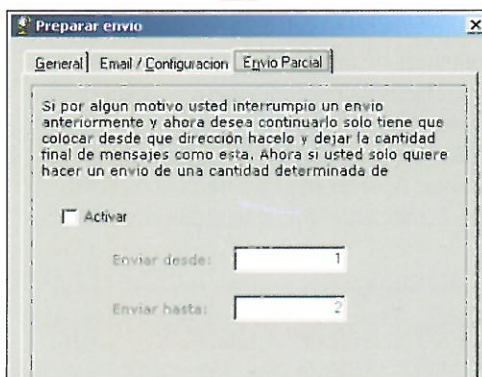 Preparar envio
General Email / Configuracion Envio Parcial
Si por algun motivo usted interrumpio un envio
anteriormente y ahora desea continuarlo solo tiene que
colocar desde que dirección hacelo y dejar la cantidad
final de mensajes como esta. Ahora si usted solo quiere
hacer un envio de una cantidad determinada de
Activar
Enviar desde: 1
Enviar hasta: 2